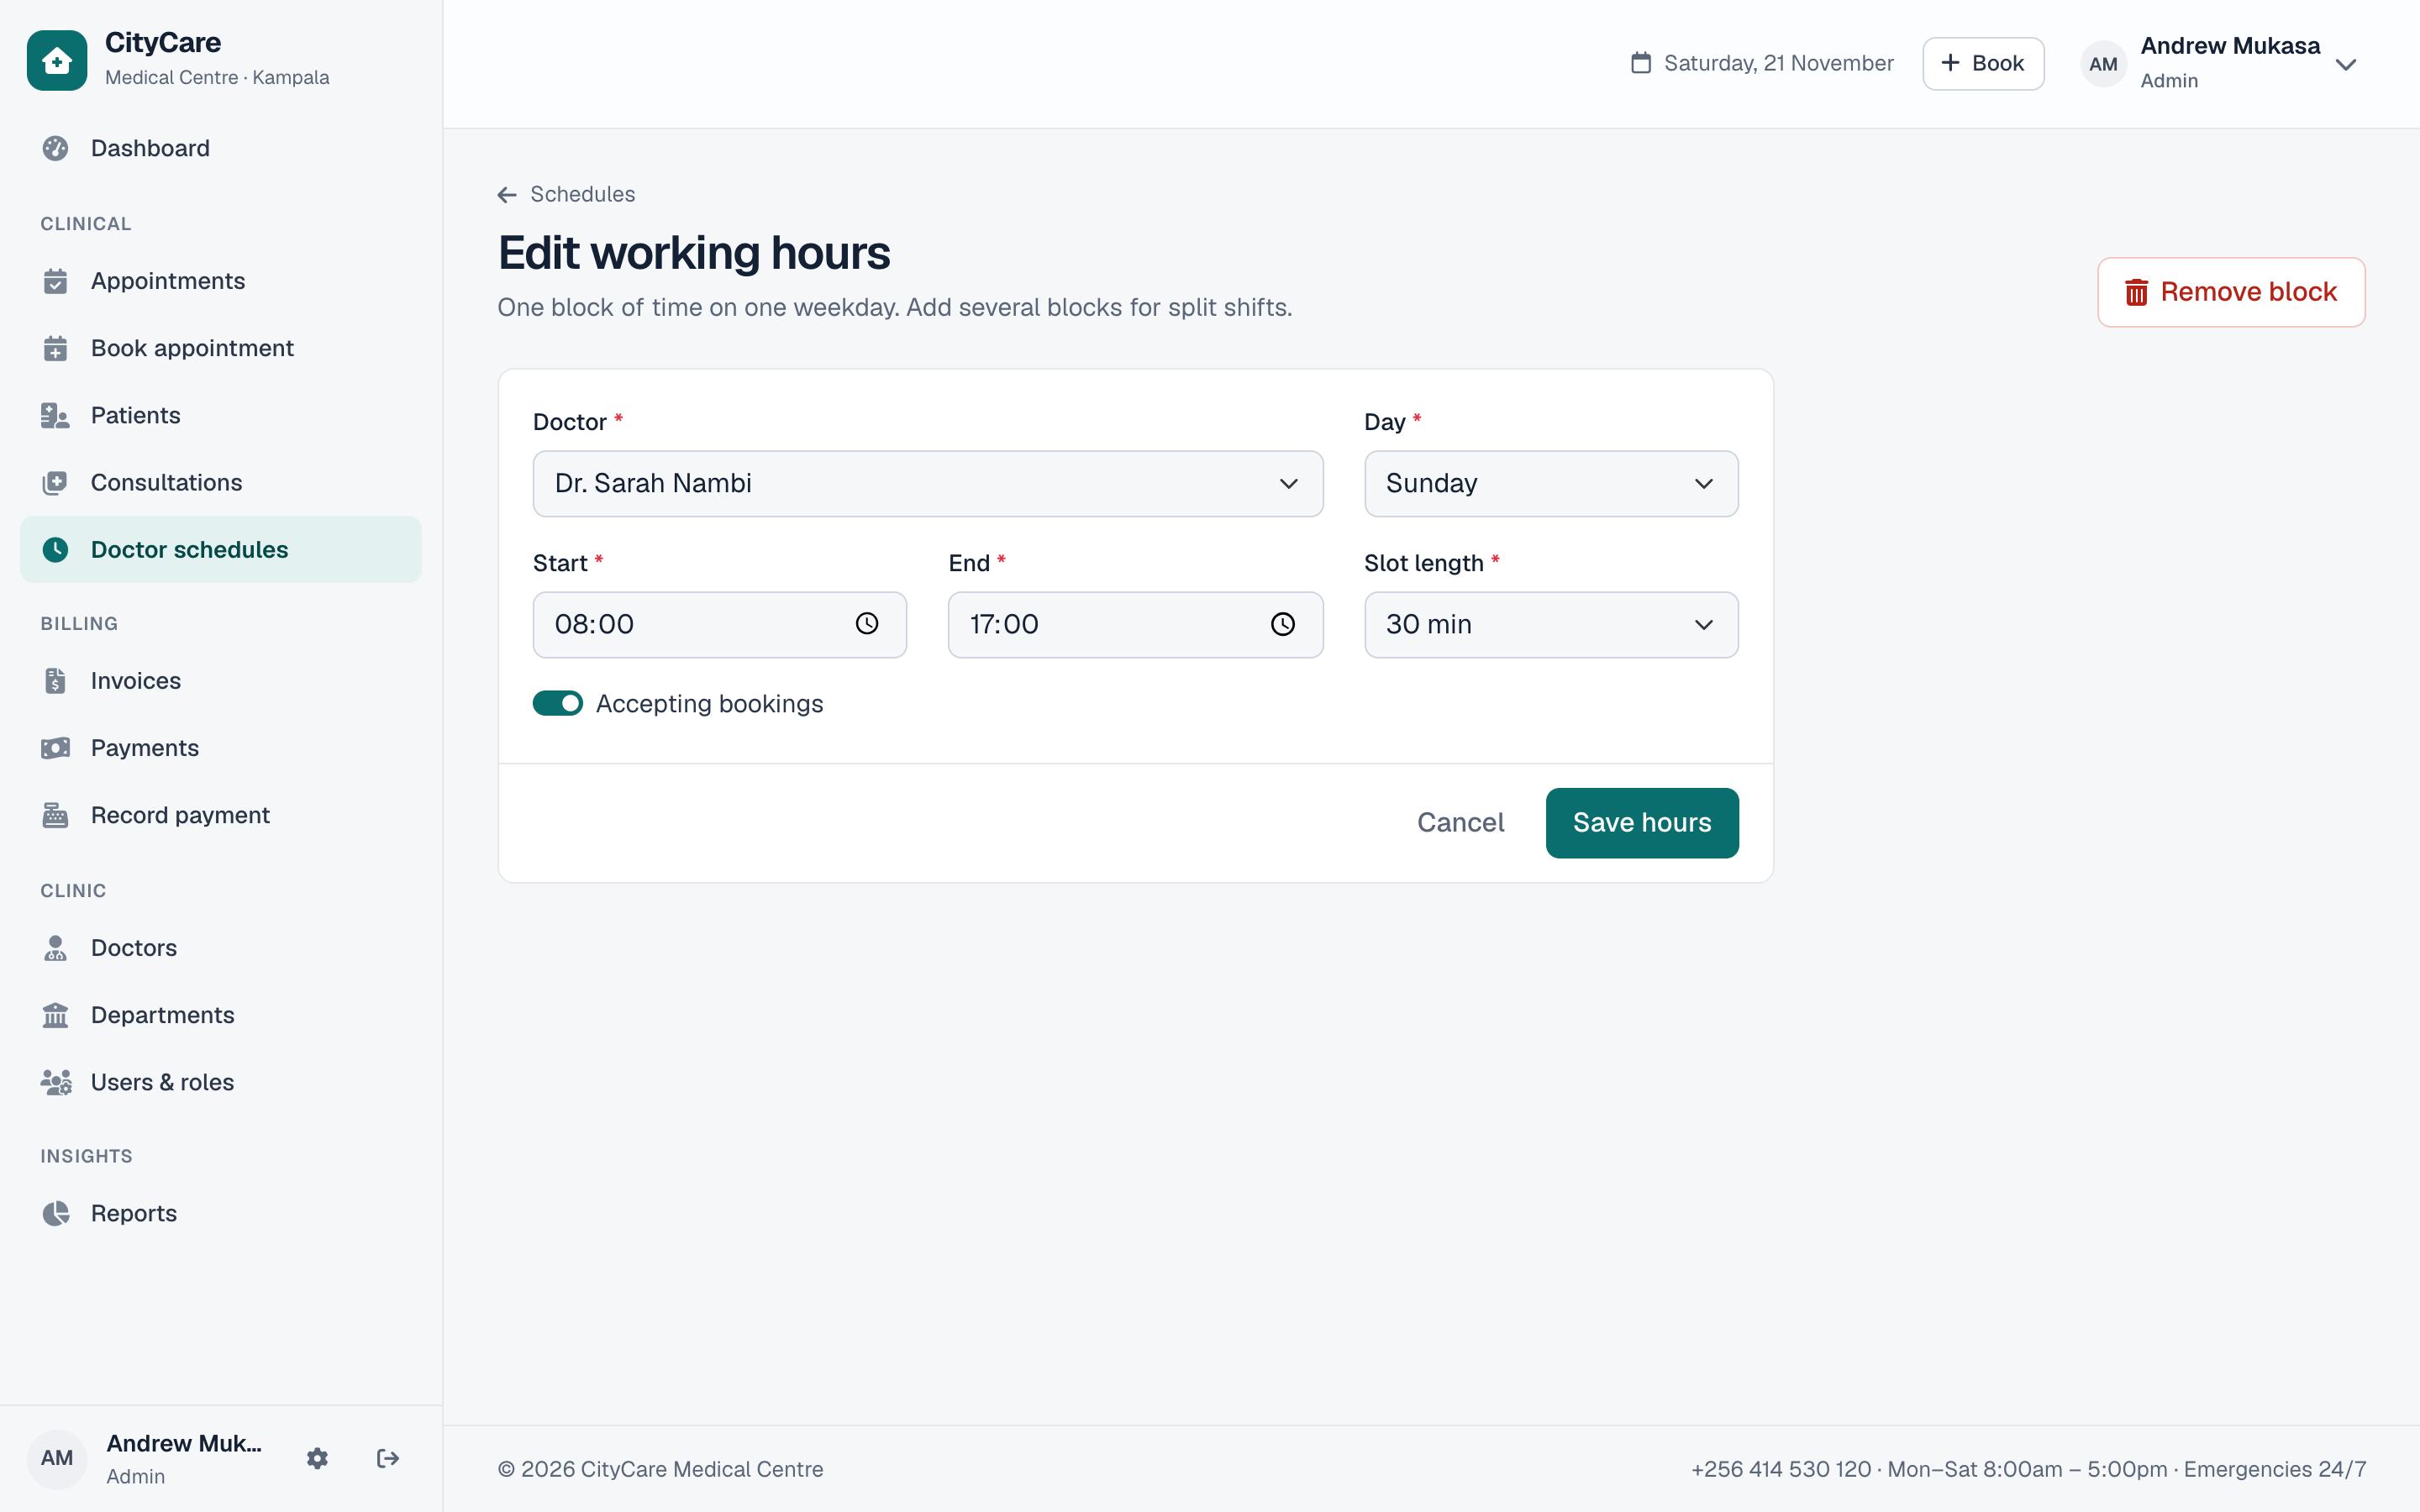 CityCare
Medical Centre · Kampala
Dashboard
CLINICAL
Appointments
Book appointment
Patients
Consultations
Doctor schedules
BILLING
Invoices
Payments
Record payment
CLINIC
Doctors
Departments
Users & roles
INSIGHTS
Reports
AM
Andrew Muk...
Admin
Saturday, 21 November
Book
AM
Andrew Mukasa
Admin
Schedules
Edit working hours
One block of time on one weekday. Add several blocks for split shifts.
Remove block
Doctor *
Day *
Dr. Sarah Nambi
Sunday
Start *
End *
Slot length *
08:00
17:00
30 min
Accepting bookings
Cancel
Save hours
© 2026 CityCare Medical Centre
+256 414 530 120 · Mon–Sat 8:00am – 5:00pm · Emergencies 24/7